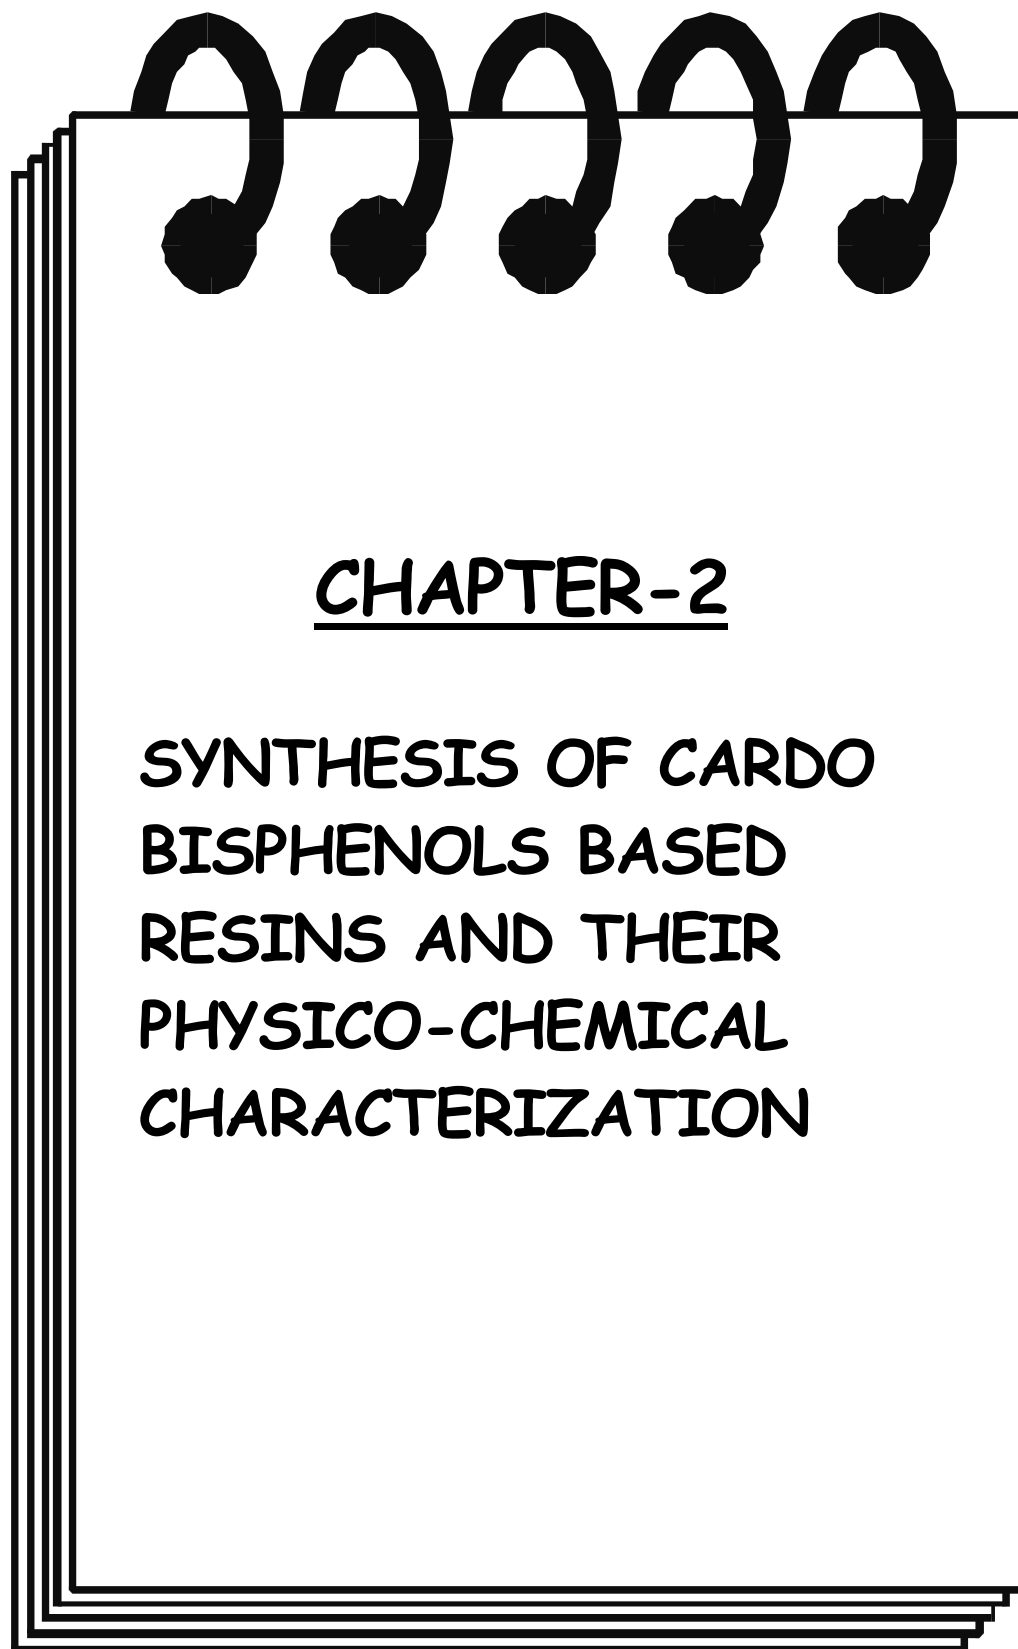 CHAPTER-2
SYNTHESIS OF CARDO
BISPHENOLS BASED
RESINS AND THEIR
PHYSICO-CHEMICAL
CHARACTERIZATION